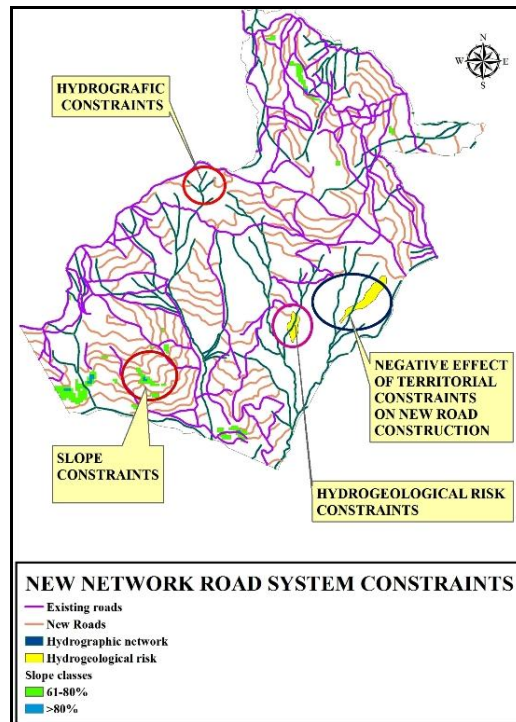 N
W E
S
HYDROGRAFIC
CONSTRAINTS
NEGATIVE EFFECT
OF TERRITORIAL
CONSTRAINTS
ON NEW ROAD
CONSTRUCTION
SLOPE
CONSTRAINTS
HYDROGEOLOGICAL RISK
CONSTRAINTS
NEW NETWORK ROAD SYSTEM CONSTRAINTS
Existing roads
New Roads
Hydrographic network
Hydrogeological risk
Slope classes
61-80%
>80%